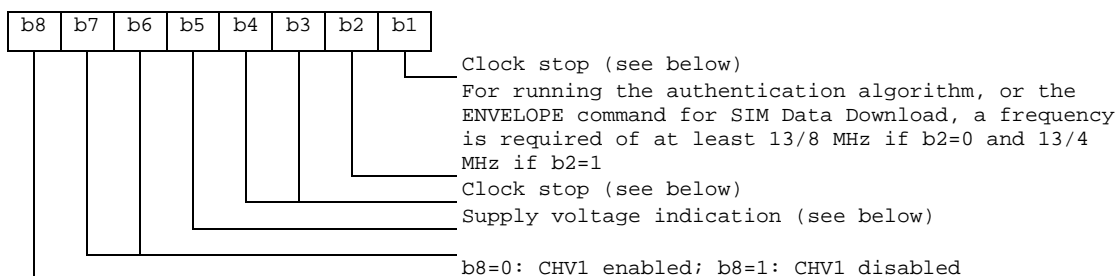 b8 b7 b6 b5 b4 b3 b2 b1
Clock stop (see below)
For running the authentication algorithm, or the
ENVELOPE command for SIM Data Download, a frequency
is required of at least 13/8 MHz if b2=0 and 13/4
MHz if b2=1
Clock stop (see below)
Supply voltage indication (see below)
b8=0: CHV1 enabled; b8=1: CHV1 disabled